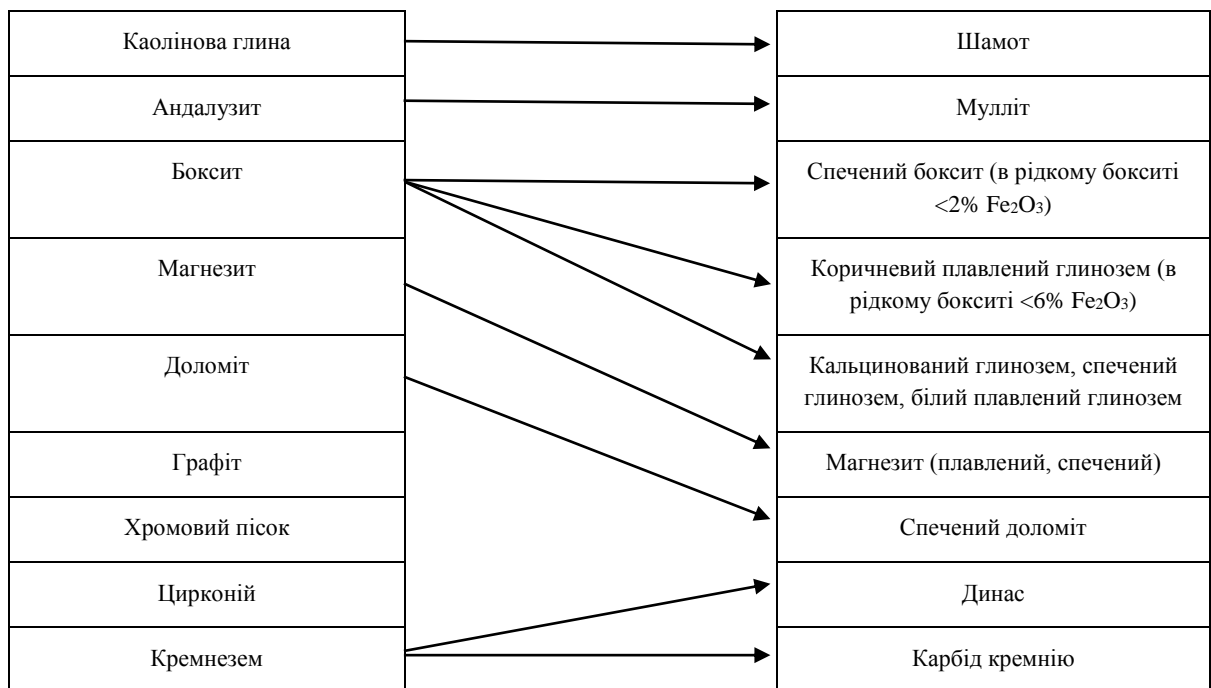 Каолінова глина
Шамот
Андалузит
Мулліт
Боксит
Спечений боксит (в рідкому бокситі
<2% Fe₂O₃)
Магнезит
Коричневий плавлений глинозем (в
рідкому бокситі <6% Fe₂O₃)
Доломіт
Кальцинований глинозем, спечений
глинозем, білий плавлений глинозем
Графіт
Магнезит (плавлений, спечений)
Хромовий пісок
Спечений доломіт
Цирконій
Динас
Кремнезем
Карбід кремнію